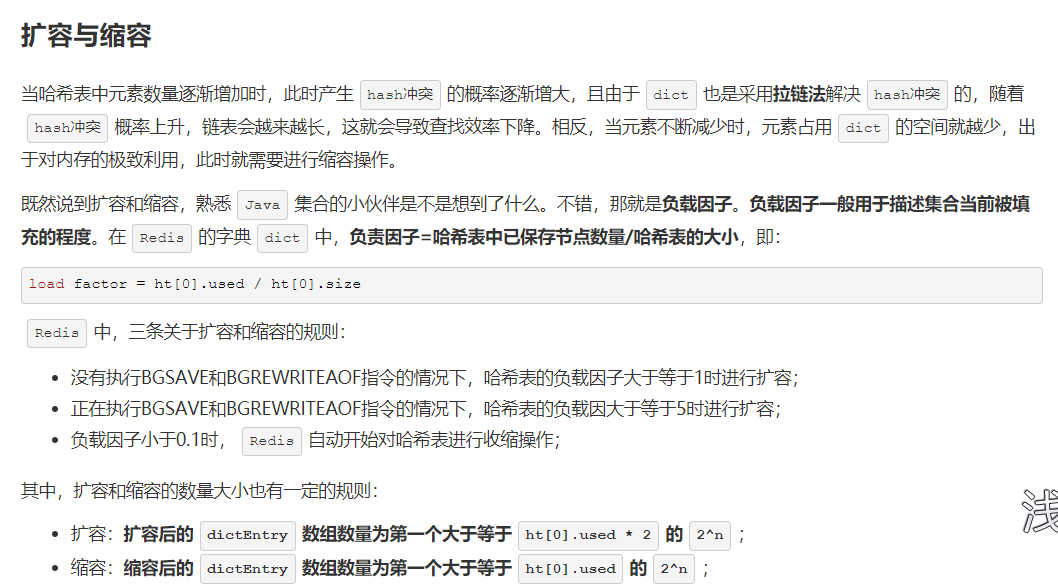 扩容与缩容
当哈希表中元素数量逐渐增加时，此时产生 hash冲突 的概率逐渐增大，且由于 dict 也是采用拉链法解决 hash冲突 的，随着
hash冲突 概率上升，链表会越来越长，这就会导致查找效率下降。相反，当元素不断减少时，元素占用 dict 的空间就越少，出
于对内存的极致利用，此时就需要进行缩容操作。
既然说到扩容和缩容，熟悉 Java 集合的小伙伴是不是想到了什么。不错，那就是负载因子。负载因子一般用于描述集合当前被填
充的程度。在 Redis 的字典 dict 中，负责因子=哈希表中已保存节点数量/哈希表的大小，即：
load factor = ht[0].used / ht[0].size
Redis 中，三条关于扩容和缩容的规则：
• 没有执行BGSAVE和BGREWRITEAOF指令的情况下，哈希表的负载因子大于等于1时进行扩容；
• 正在执行BGSAVE和BGREWRITEAOF指令的情况下，哈希表的负载因大于等于5时进行扩容；
• 负载因子小于0.1时， Redis 自动开始对哈希表进行收缩操作；
其中，扩容和缩容的数量大小也有一定的规则：
浅
• 扩容：扩容后的 dictEntry 数组数量为第一个大于等于 ht[0].used * 2 的 2^n ；
• 缩容：缩容后的 dictEntry 数组数量为第一个大于等于 ht[0].used 的 2^n ；